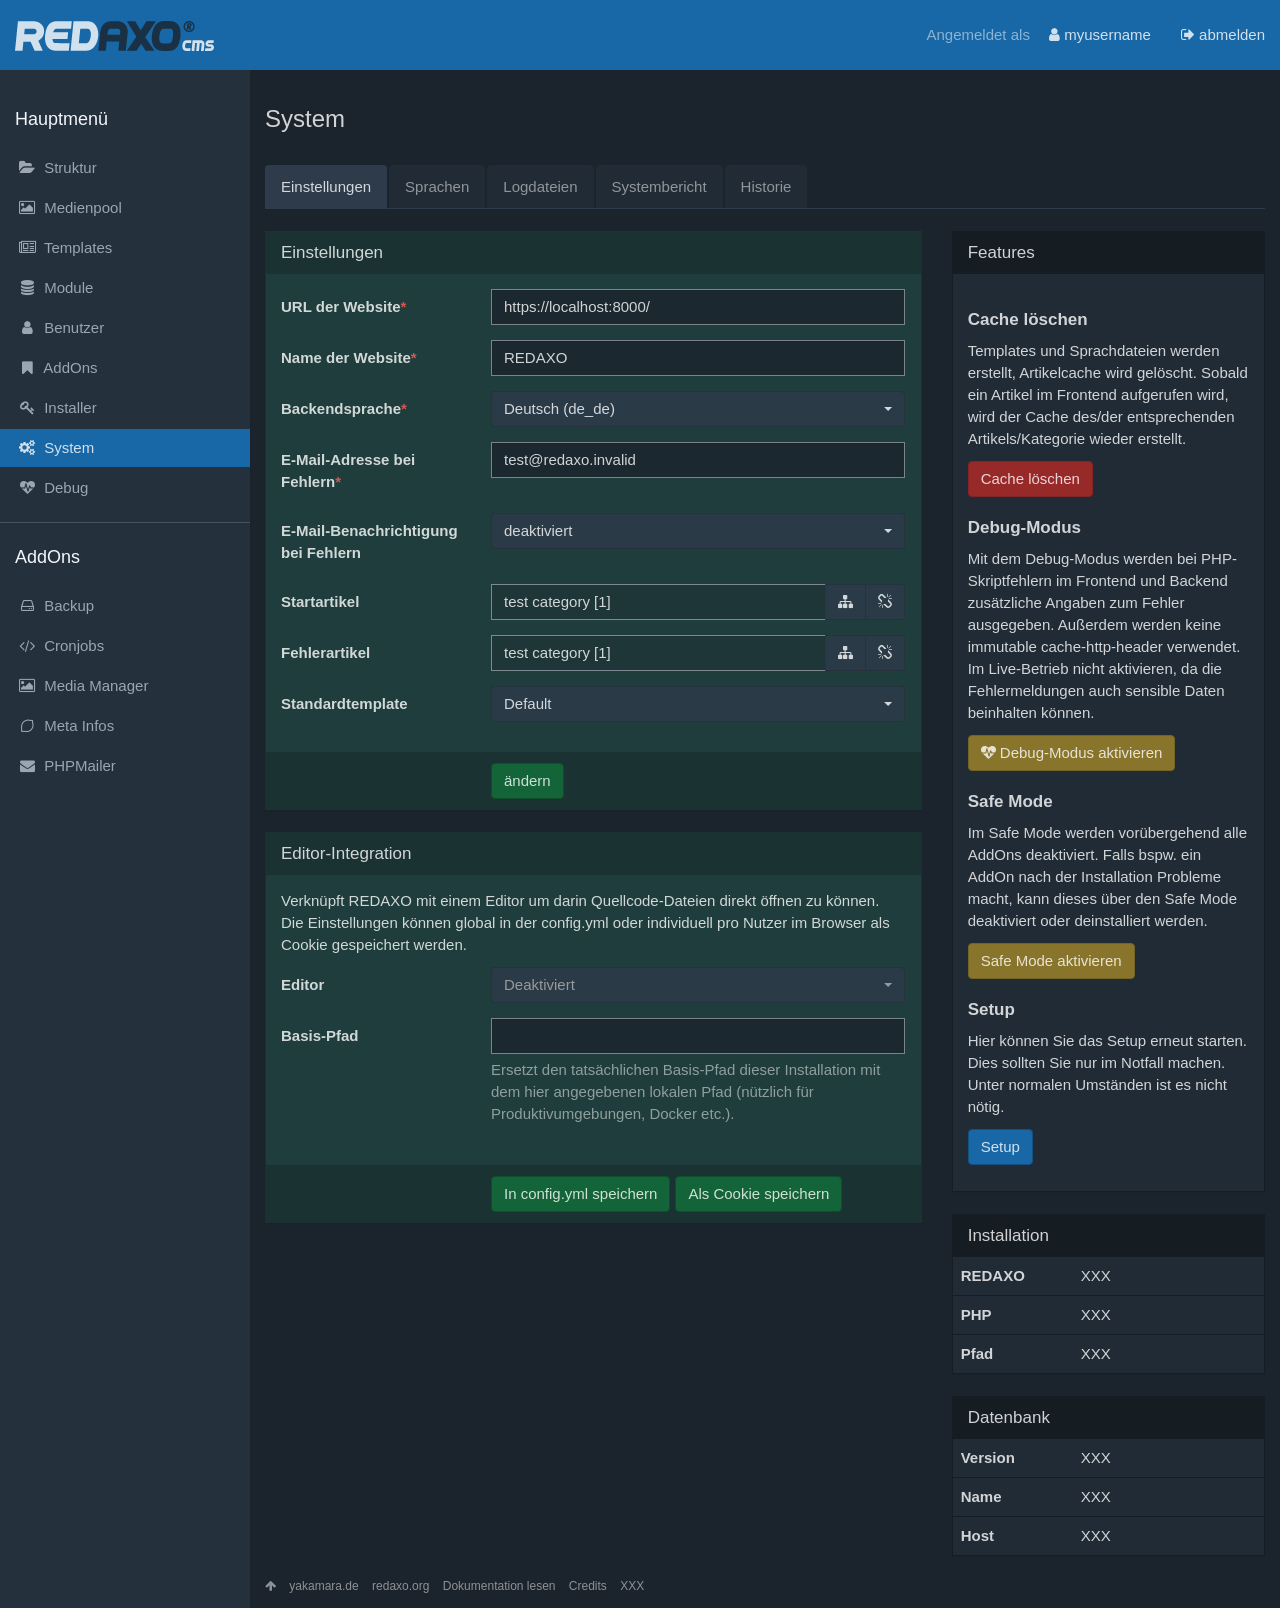 REDAXO® cms
Angemeldet als myusername abmelden
Hauptmenü
Struktur
Medienpool
Templates
Module
Benutzer
AddOns
Installer
System
Debug
AddOns
Backup
Cronjobs
Media Manager
Meta Infos
PHPMailer
System
Einstellungen Sprachen Logdateien Systembericht Historie
Einstellungen
URL der Website* https://localhost:8000/
Name der Website* REDAXO
Backendsprache* Deutsch (de_de)
E-Mail-Adresse bei test@redaxo.invalid
Fehlern*
E-Mail-Benachrichtigung deaktiviert
bei Fehlern
Startartikel test category [1]
Fehlerartikel test category [1]
Standardtemplate Default
ändern
Editor-Integration
Verknüpft REDAXO mit einem Editor um darin Quellcode-Dateien direkt öffnen zu können.
Die Einstellungen können global in der config.yml oder individuell pro Nutzer im Browser als
Cookie gespeichert werden.
Editor Deaktiviert
Basis-Pfad
Ersetzt den tatsächlichen Basis-Pfad dieser Installation mit
dem hier angegebenen lokalen Pfad (nützlich für
Produktivumgebungen, Docker etc.).
In config.yml speichern Als Cookie speichern
Features
Cache löschen
Templates und Sprachdateien werden
erstellt, Artikelcache wird gelöscht. Sobald
ein Artikel im Frontend aufgerufen wird,
wird der Cache des/der entsprechenden
Artikels/Kategorie wieder erstellt.
Cache löschen
Debug-Modus
Mit dem Debug-Modus werden bei PHP-
Skriptfehlern im Frontend und Backend
zusätzliche Angaben zum Fehler
ausgegeben. Außerdem werden keine
immutable cache-http-header verwendet.
Im Live-Betrieb nicht aktivieren, da die
Fehlermeldungen auch sensible Daten
beinhalten können.
Debug-Modus aktivieren
Safe Mode
Im Safe Mode werden vorübergehend alle
AddOns deaktiviert. Falls bspw. ein
AddOn nach der Installation Probleme
macht, kann dieses über den Safe Mode
deaktiviert oder deinstalliert werden.
Safe Mode aktivieren
Setup
Hier können Sie das Setup erneut starten.
Dies sollten Sie nur im Notfall machen.
Unter normalen Umständen ist es nicht
nötig.
Setup
Installation
REDAXO XXX
PHP XXX
Pfad XXX
Datenbank
Version XXX
Name XXX
Host XXX
yakamara.de redaxo.org Dokumentation lesen Credits XXX